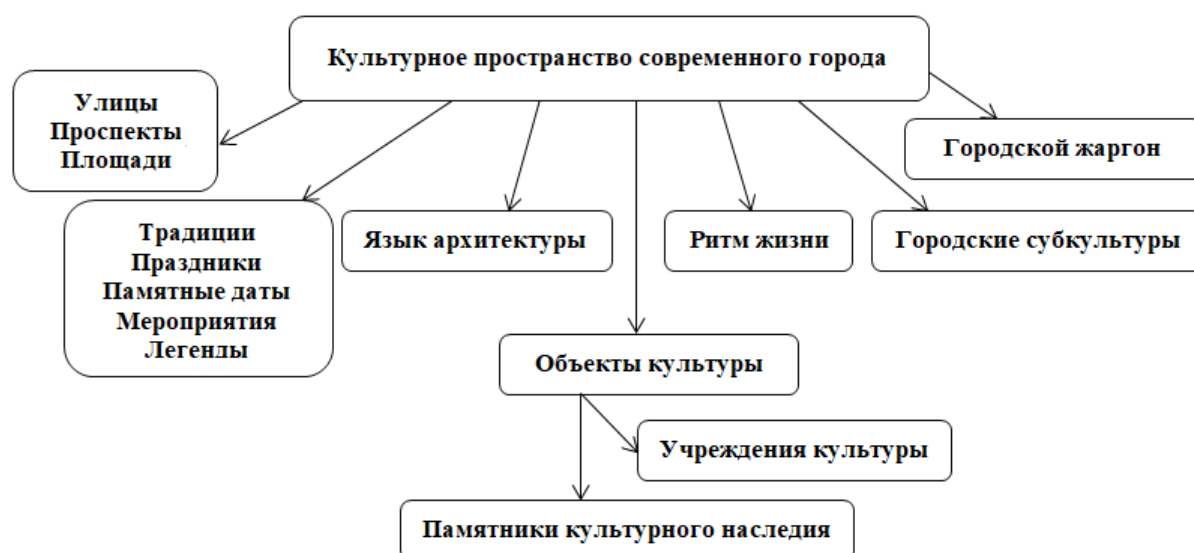 Культурное пространство современного города
Улицы
Проспекты
Площади
Городской жаргон
Традиции
Праздники
Памятные даты
Мероприятия
Легенды
Язык архитектуры
Ритм жизни
Городские субкультуры
Объекты культуры
Учреждения культуры
Памятники культурного наследия